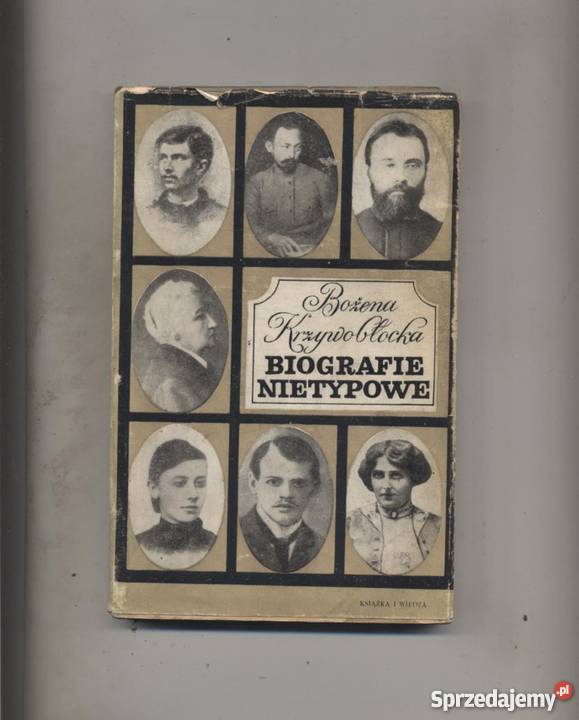 Bożena
Krzywobłocka
BIOGRAFIE
NIETYPOWE
KSIĄŻKA I WIEDZA
Sprzedajemy.pl